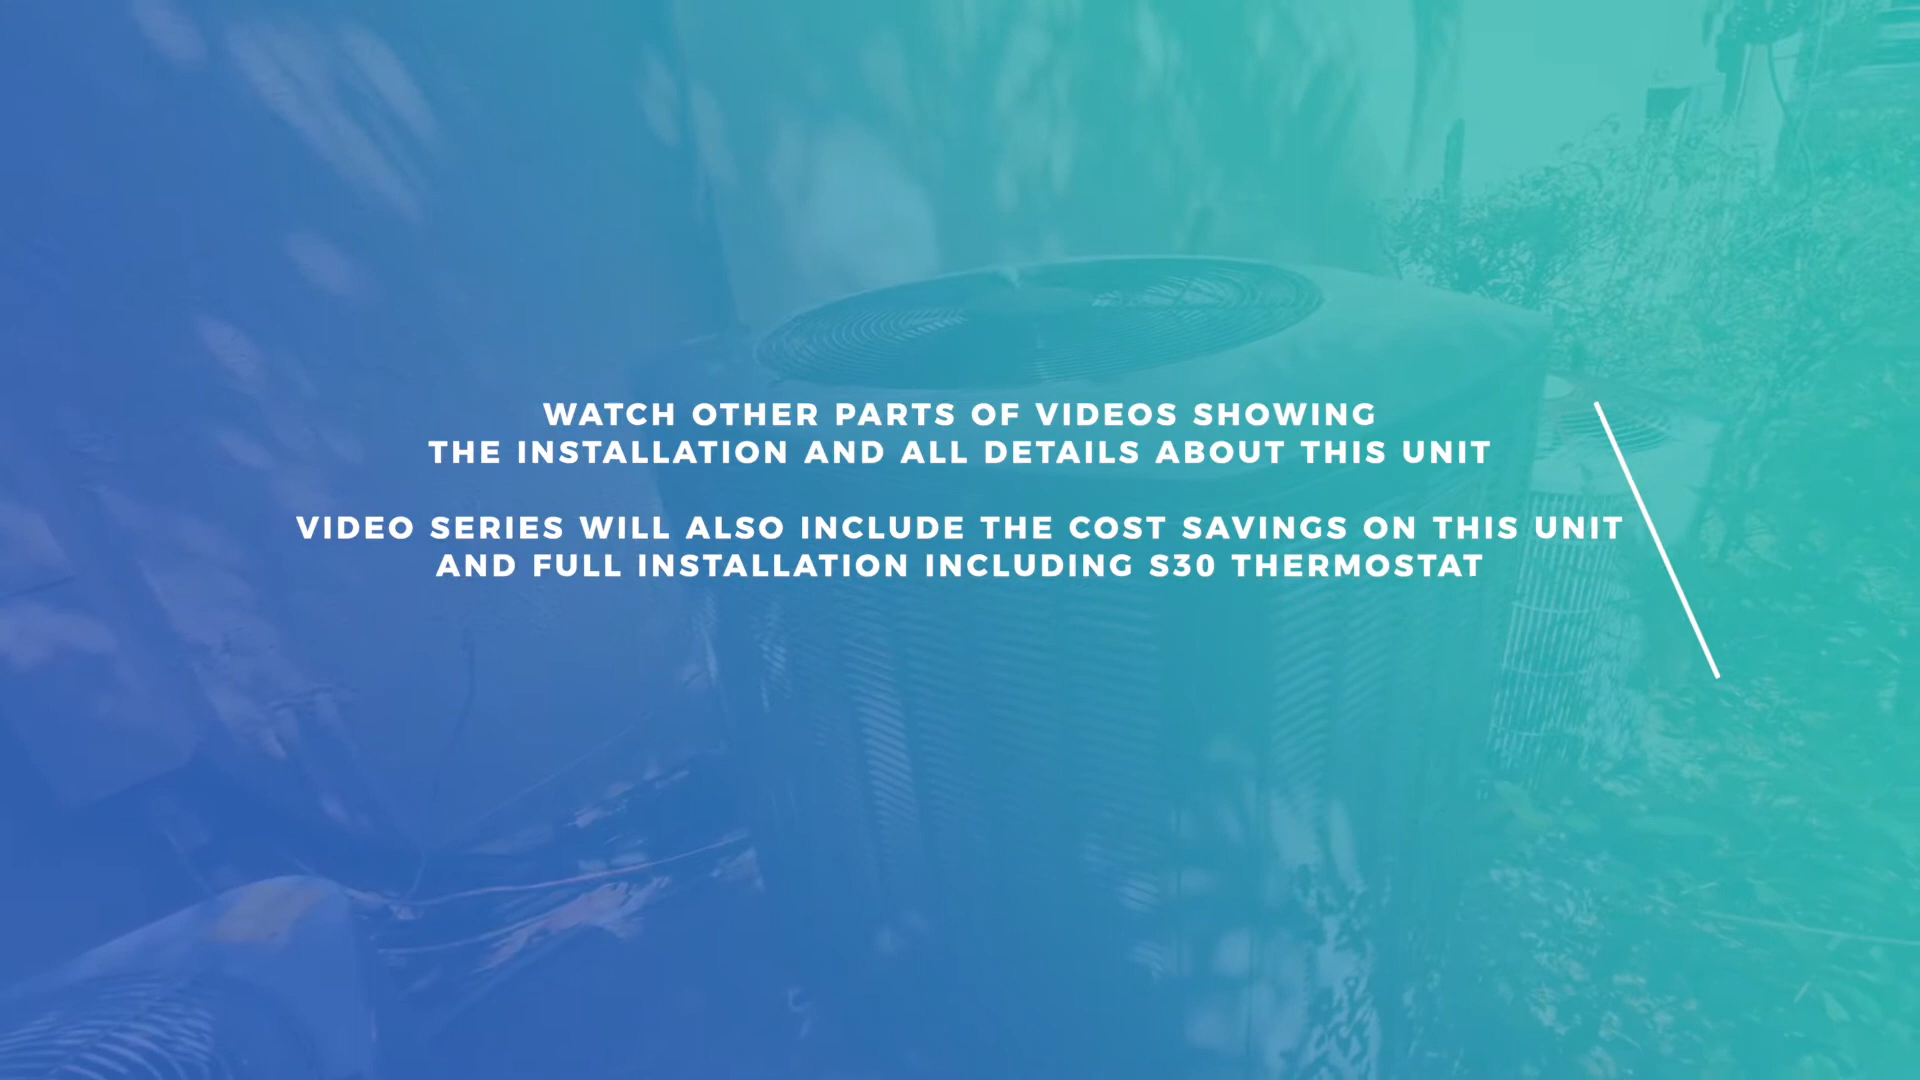 WATCH OTHER PARTS OF VIDEOS SHOWING
THE INSTALLATION AND ALL DETAILS ABOUT THIS UNIT
VIDEO SERIES WILL ALSO INCLUDE THE COST SAVINGS ON THIS UNIT
AND FULL INSTALLATION INCLUDING S30 THERMOSTAT